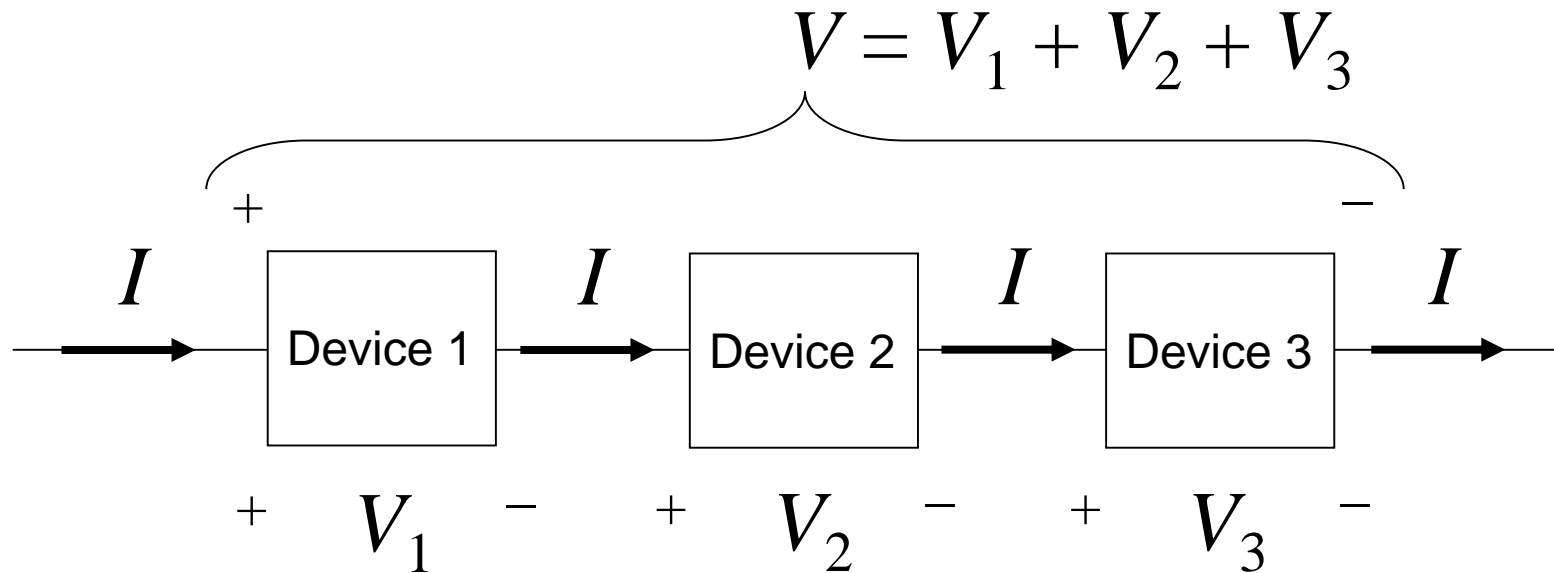 V = V₁ + V₂ + V₃
+ −
I I I I
Device 1 Device 2 Device 3
+ V₁ − + V₂ − + V₃ −